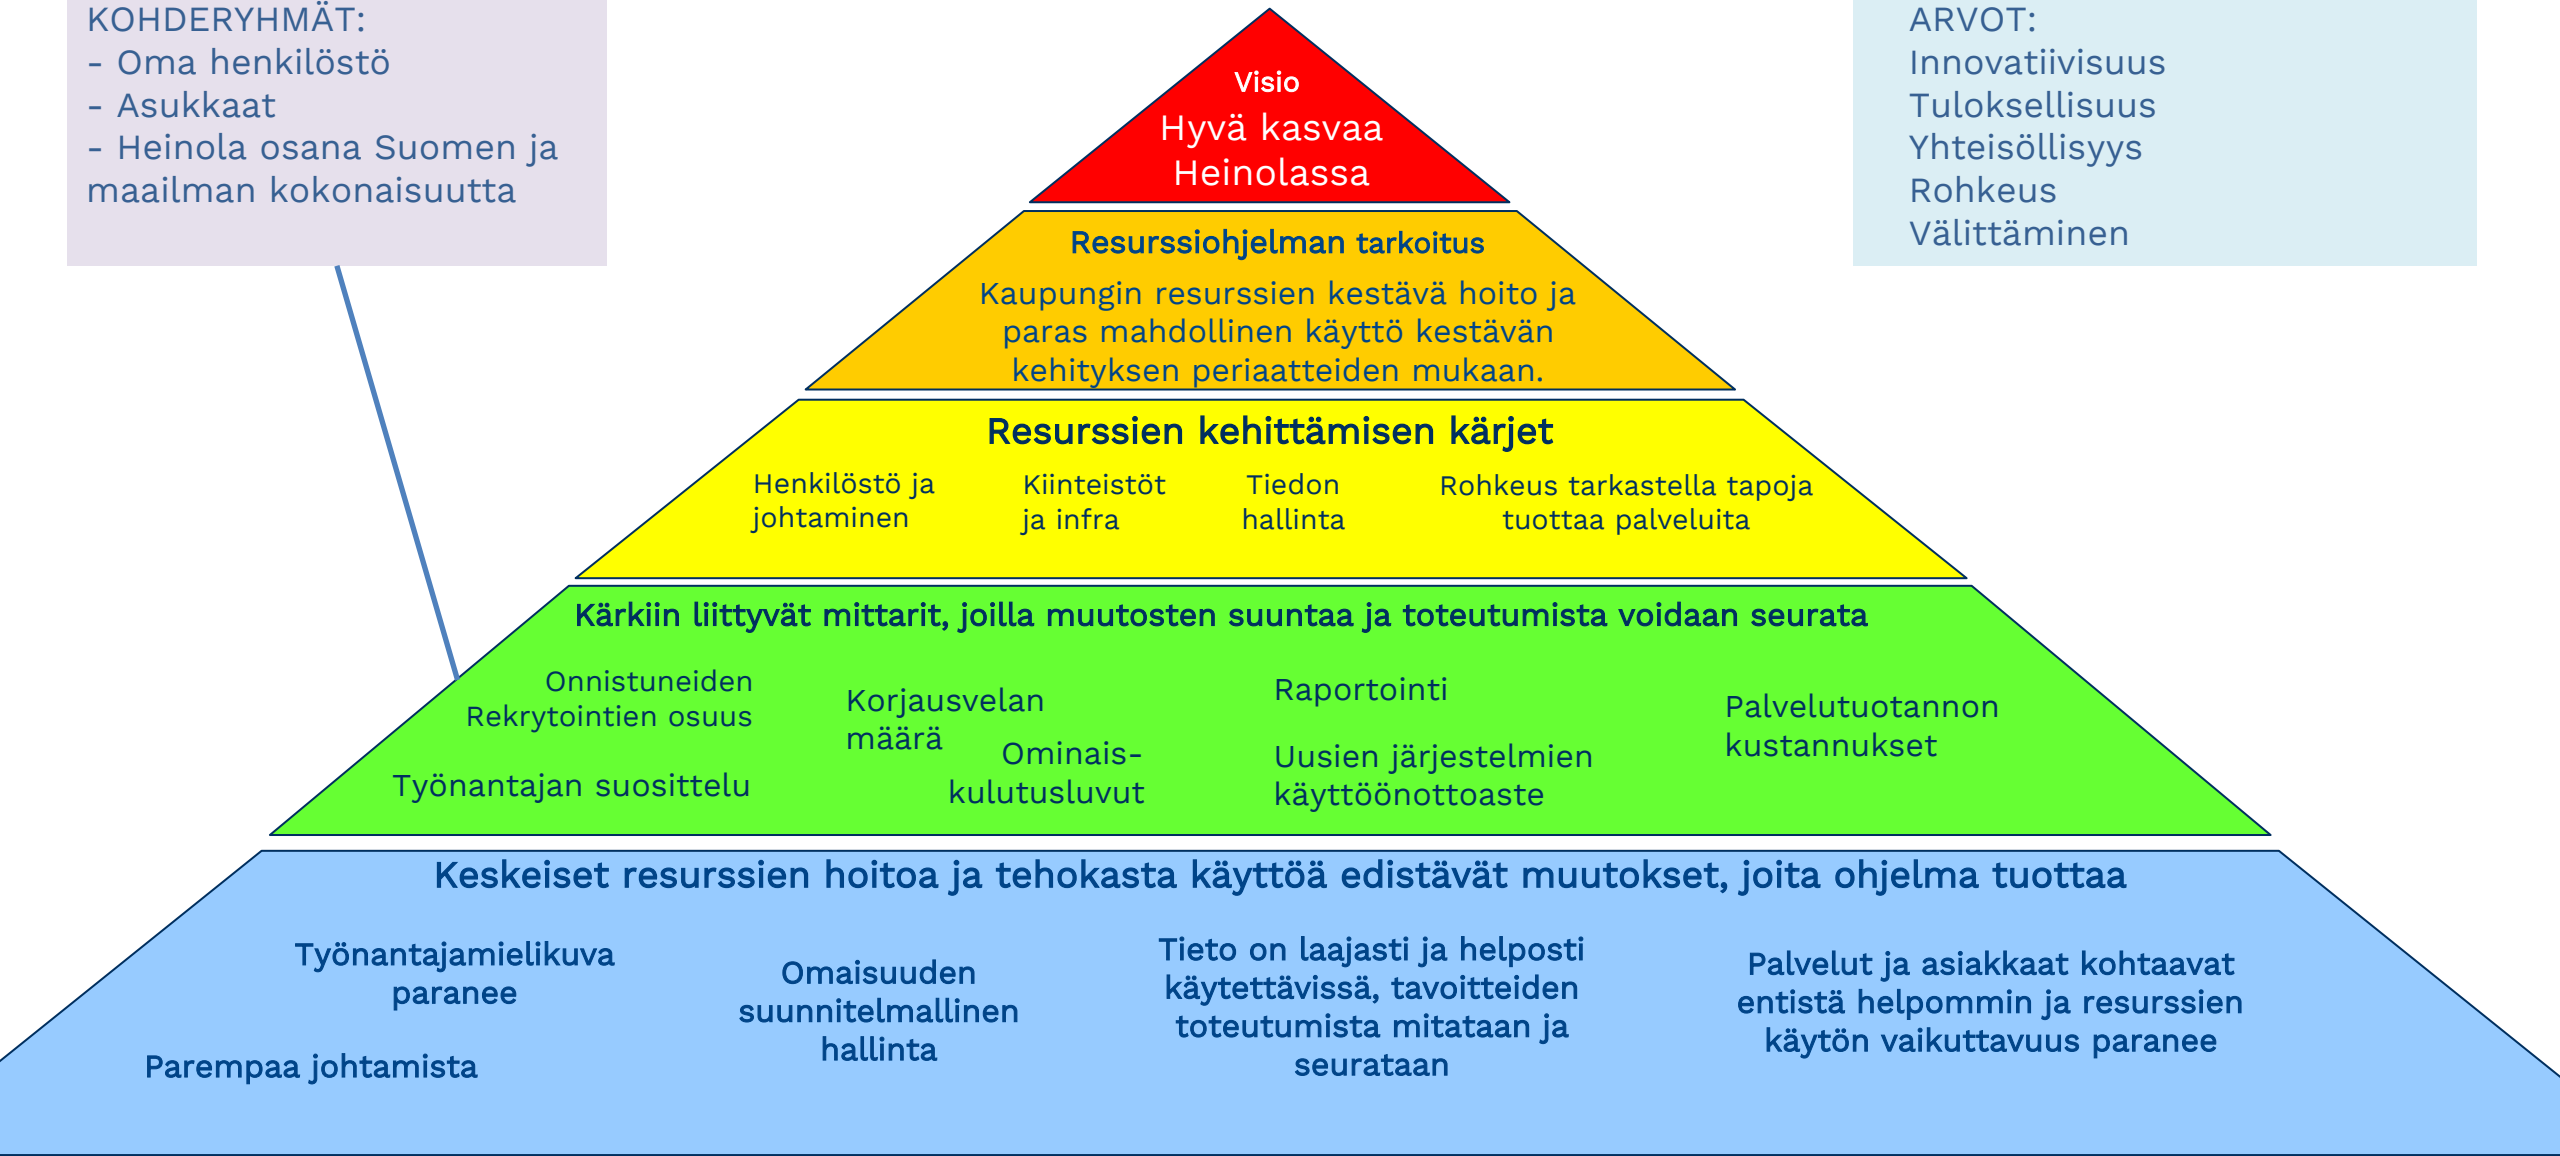 KOHDERYHMÄT:
- Oma henkilöstö
- Asukkaat
- Heinola osana Suomen ja
maailman kokonaisuutta
ARVOT:
Innovatiivisuus
Tuloksellisuus
Yhteisöllisyys
Rohkeus
Välittäminen
Visio
Hyvä kasvaa
Heinolassa
Resurssiohjelman tarkoitus
Kaupungin resurssien kestävä hoito ja
paras mahdollinen käyttö kestävän
kehityksen periaatteiden mukaan.
Resurssien kehittämisen kärjet
Henkilöstö ja
johtaminen
Kiinteistöt
ja infra
Tiedon
hallinta
Rohkeus tarkastella tapoja
tuottaa palveluita
Kärkiin liittyvät mittarit, joilla muutosten suuntaa ja toteutumista voidaan seurata
Onnistuneiden
Rekrytointien osuus
Työnantajan suosittelu
Korjausvelan
määrä
Ominais-
kulutusluvut
Raportointi
Uusien järjestelmien
käyttöönottoaste
Palvelutuotannon
kustannukset
Keskeiset resurssien hoitoa ja tehokasta käyttöä edistävät muutokset, joita ohjelma tuottaa
Työnantajamielikuva
paranee
Parempaa johtamista
Omaisuuden
suunnitelmallinen
hallinta
Tieto on laajasti ja helposti
käytettävissä, tavoitteiden
toteutumista mitataan ja
seurataan
Palvelut ja asiakkaat kohtaavat
entistä helpommin ja resurssien
käytön vaikuttavuus paranee